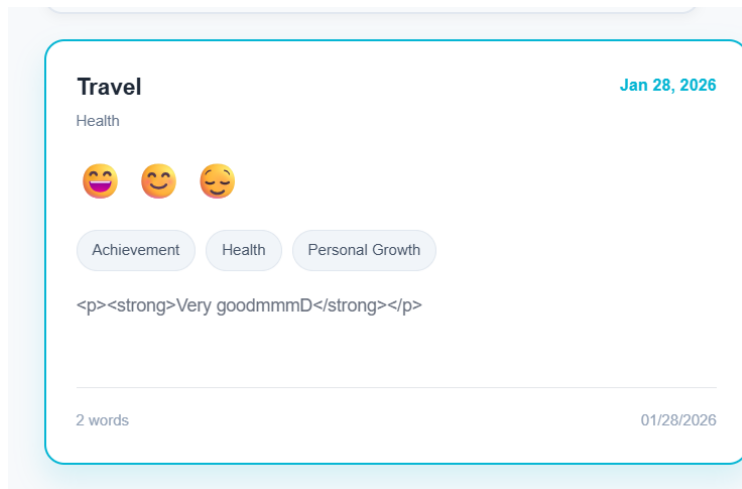 Travel
Jan 28, 2026
Health
Achievement Health Personal Growth
<p><strong>Very goodmmmD</strong></p>
2 words
01/28/2026